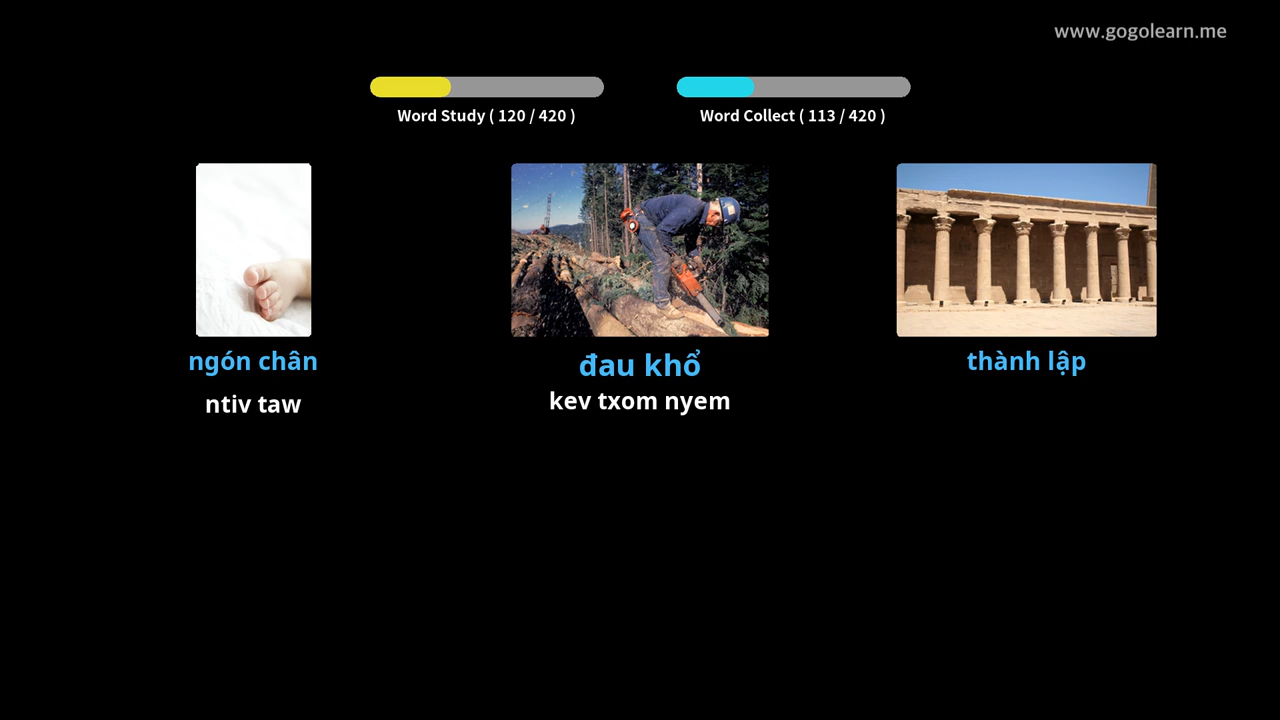 www.gogolearn.me
Word Study ( 120 / 420 )
Word Collect ( 113 / 420 )
ngón chân
ntiv taw
đau khổ
kev txom nyem
thành lập